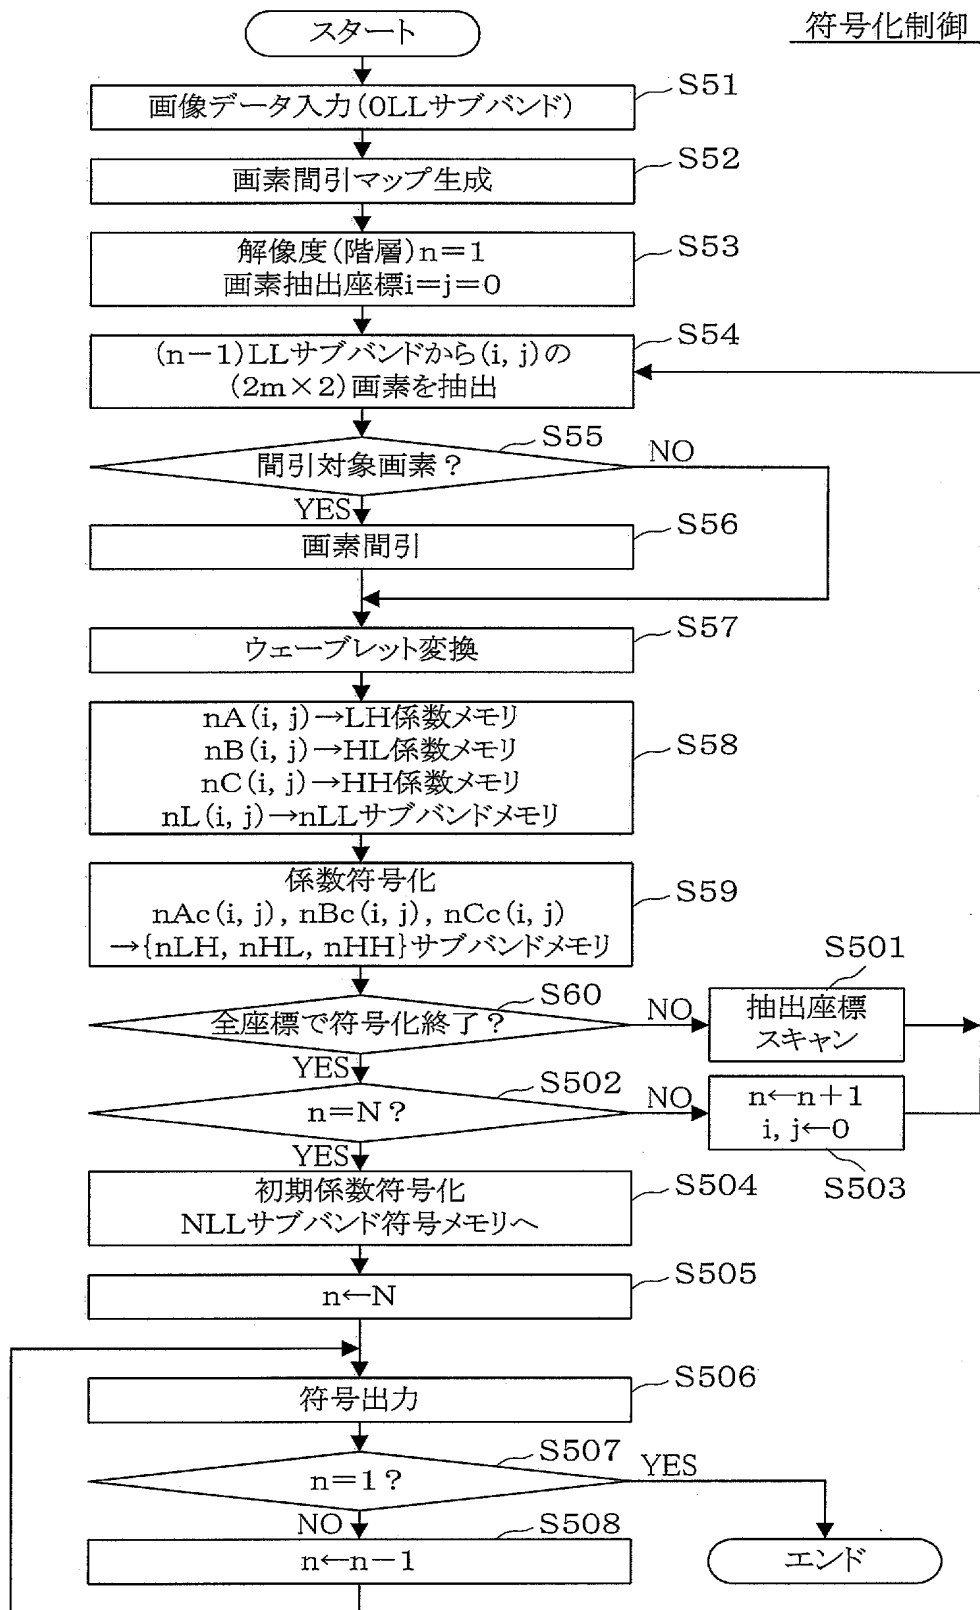 符号化制御
スタート
S51
画像データ入力(0LLサブバンド)
S52
画素間引マップ生成
S53
解像度(階層)n=1
画素抽出座標i=j=0
S54
(n-1)LLサブバンドから(i, j)の
(2m×2)画素を抽出
S55
間引対象画素?
NO
YES
S56
画素間引
S57
ウェーブレット変換
S58
nA(i, j)→LH係数メモリ
nB(i, j)→HL係数メモリ
nC(i, j)→HH係数メモリ
nL(i, j)→nLLサブバンドメモリ
S59
係数符号化
nAc(i, j), nBc(i, j), nCc(i, j)
→{nLH, nHL, nHH}サブバンドメモリ
S60
全座標で符号化終了?
NO
YES
S501
抽出座標
スキャン
S502
n=N?
NO
YES
n←n+1
i, j←0
S503
S504
初期係数符号化
NLLサブバンド符号メモリへ
S505
n←N
S506
符号出力
S507
n=1?
YES
NO
S508
n←n-1
エンド